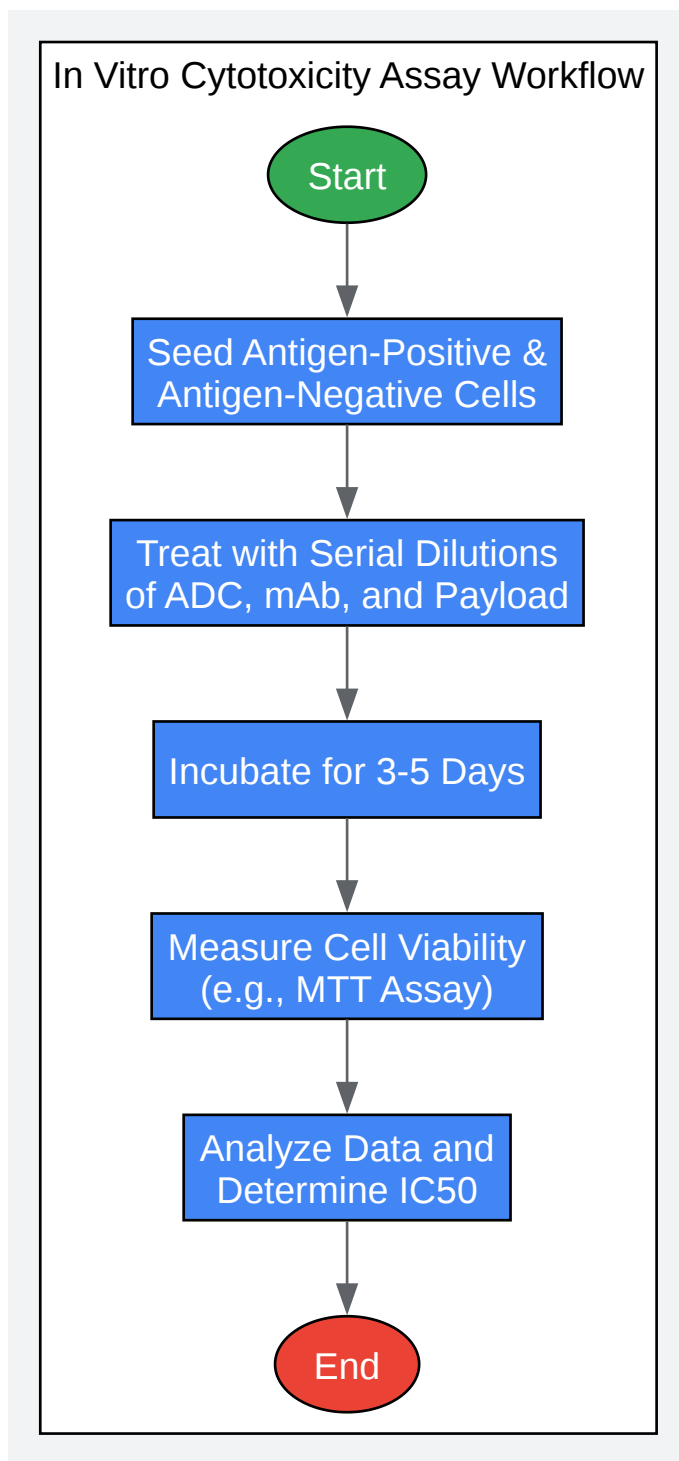 In Vitro Cytotoxicity Assay Workflow
Start
Seed Antigen-Positive &
Antigen-Negative Cells
Treat with Serial Dilutions
of ADC, mAb, and Payload
Incubate for 3-5 Days
Measure Cell Viability
(e.g., MTT Assay)
Analyze Data and
Determine IC50
End